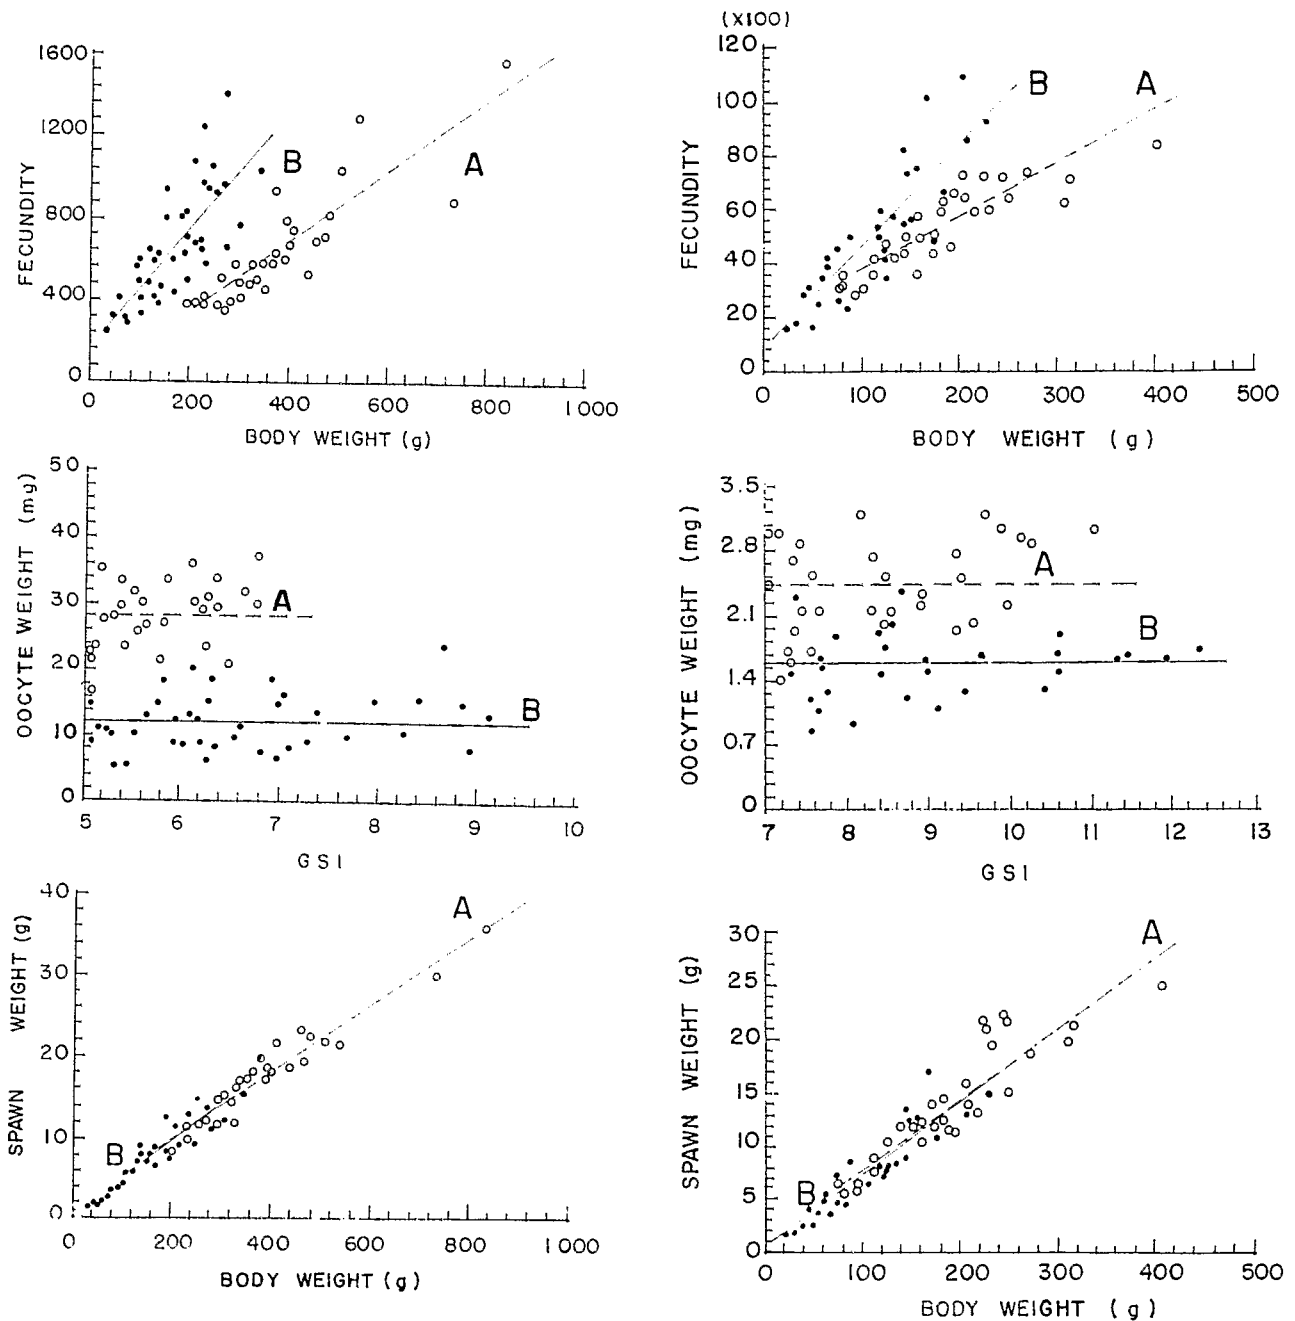 1600
1200
800
400
0
FECUNDITY
B
A
0 200 400 600 800 1000
BODY WEIGHT (g)
(X100)
120
100
80
60
40
20
0
FECUNDITY
B
A
0 100 200 300 400 500
BODY WEIGHT (g)
50
40
30
20
10
0
OOCYTE WEIGHT (mg)
A
B
5 6 7 8 9 10
GSI
3.5
2.8
2.1
1.4
0.7
0
OOCYTE WEIGHT (mg)
A
B
7 8 9 10 11 12 13
GSI
40
30
20
10
0
SPAWN WEIGHT (g)
A
B
0 200 400 600 800 1000
BODY WEIGHT (g)
30
25
20
15
10
5
0
SPAWN WEIGHT (g)
A
B
0 100 200 300 400 500
BODY WEIGHT (g)